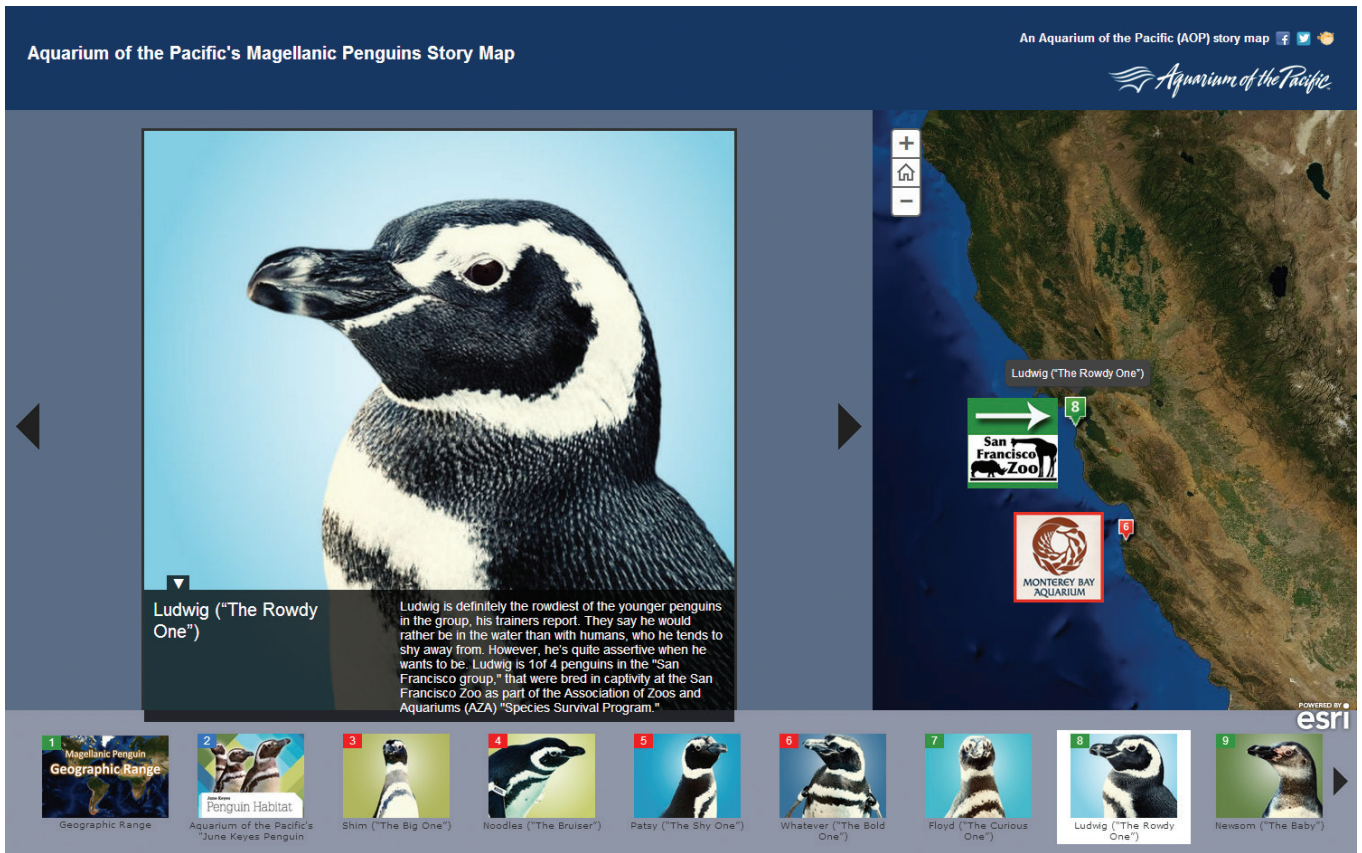 Aquarium of the Pacific's Magellanic Penguins Story Map
An Aquarium of the Pacific (AOP) story map
Aquarium of the Pacific
Ludwig ("The Rowdy One")
8
San
Francisco
Zoo
6
MONTEREY BAY
AQUARIUM
Ludwig (“The Rowdy
One”)
Ludwig is definitely the rowdiest of the younger penguins
in the group, his trainers report. They say he would
rather be in the water than with humans, who he tends to
shy away from. However, he's quite assertive when he
wants to be. Ludwig is 1of 4 penguins in the "San
Francisco group," that were bred in captivity at the San
Francisco Zoo as part of the Association of Zoos and
Aquariums (AZA) "Species Survival Program."
POWERED BY
esri
1
Magellanic Penguin
Geographic Range
Geographic Range
2
June Keyes
Penguin Habitat
Aquarium of the Pacific's
"June Keyes Penguin
3
Shim ("The Big One")
4
Noodles ("The Bruiser")
5
Patsy ("The Shy One")
6
Whatever ("The Bold
One")
7
Floyd ("The Curious
One")
8
Ludwig ("The Rowdy
One")
9
Newsom ("The Baby")